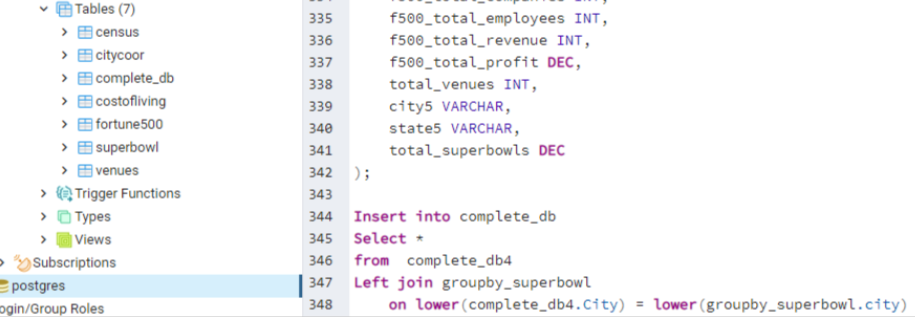 Tables (7)
census
citycoor
complete_db
costofliving
fortune500
superbowl
venues
Trigger Functions
Types
Views
Subscriptions
postgres
ogin/Group Roles
335 f500_total_employees INT,
336 f500_total_revenue INT,
337 f500_total_profit DEC,
338 total_venues INT,
339 city5 VARCHAR,
340 state5 VARCHAR,
341 total_superbowls DEC
342 );
343
344 Insert into complete_db
345 Select *
346 from complete_db4
347 Left join groupby_superbowl
348 on lower(complete_db4.City) = lower(groupby_superbowl.city)